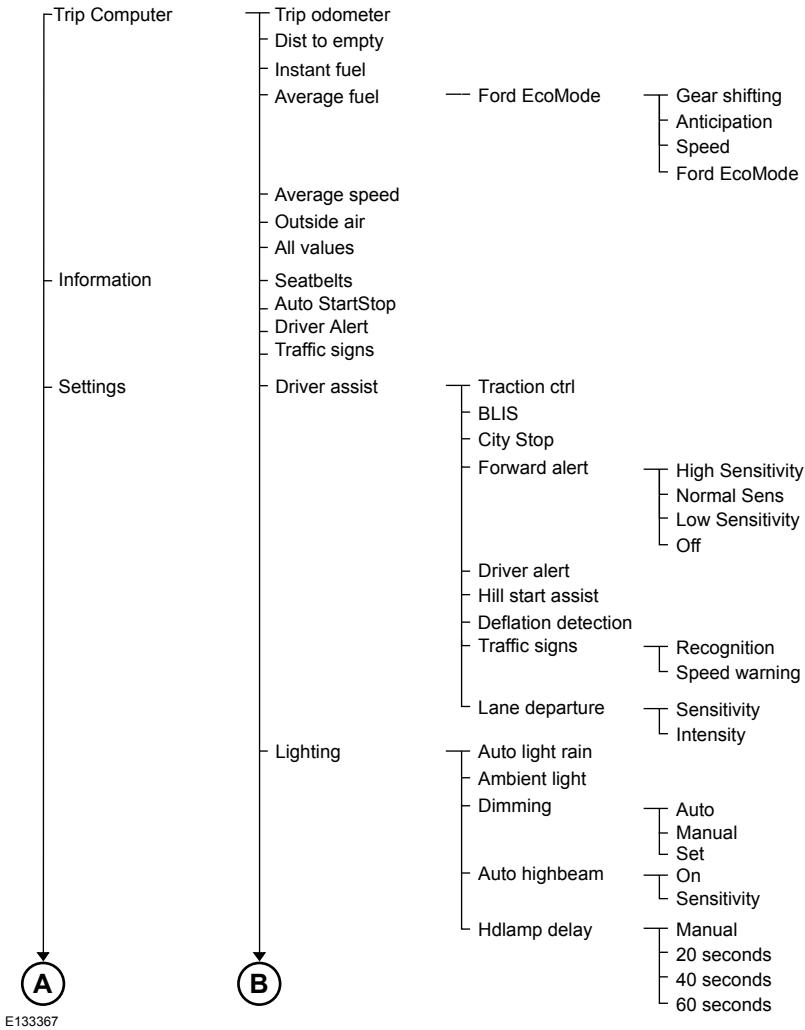 Trip Computer
Trip odometer
Dist to empty
Instant fuel
Average fuel
Ford EcoMode
Gear shifting
Anticipation
Speed
Ford EcoMode
Average speed
Outside air
All values
Information
Seatbelts
Auto StartStop
Driver Alert
Traffic signs
Settings
Driver assist
Traction ctrl
BLIS
City Stop
Forward alert
High Sensitivity
Normal Sens
Low Sensitivity
Off
Driver alert
Hill start assist
Deflation detection
Traffic signs
Recognition
Speed warning
Lane departure
Sensitivity
Intensity
Lighting
Auto light rain
Ambient light
Dimming
Auto
Manual
Set
Auto highbeam
On
Sensitivity
Hdlamp delay
Manual
20 seconds
40 seconds
60 seconds
A
B
E133367